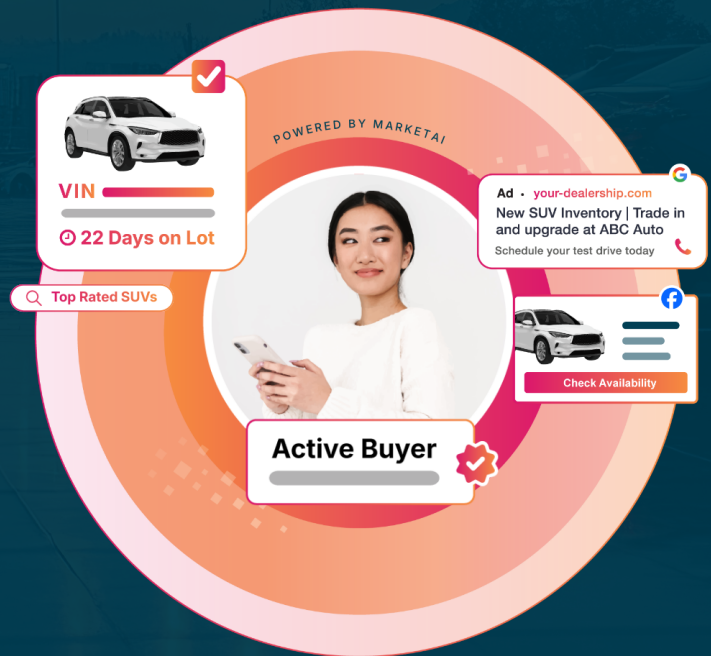 POWERED BY MARKETAI
VIN
22 Days on Lot
Top Rated SUVs
Ad · your-dealership.com
New SUV Inventory | Trade in
and upgrade at ABC Auto
Schedule your test drive today
Check Availability
Active Buyer